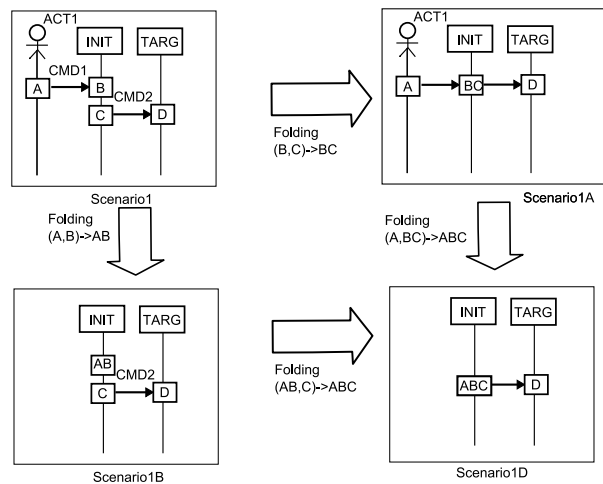 ACT1
INIT
TARG
CMD1
A
B
CMD2
C
D
Scenario1
Folding
(B,C)->BC
ACT1
INIT
TARG
A
BC
D
Scenario1A
Folding
(A,B)->AB
Folding
(A,BC)->ABC
INIT
TARG
AB
CMD2
C
D
Scenario1B
Folding
(AB,C)->ABC
INIT
TARG
ABC
D
Scenario1D